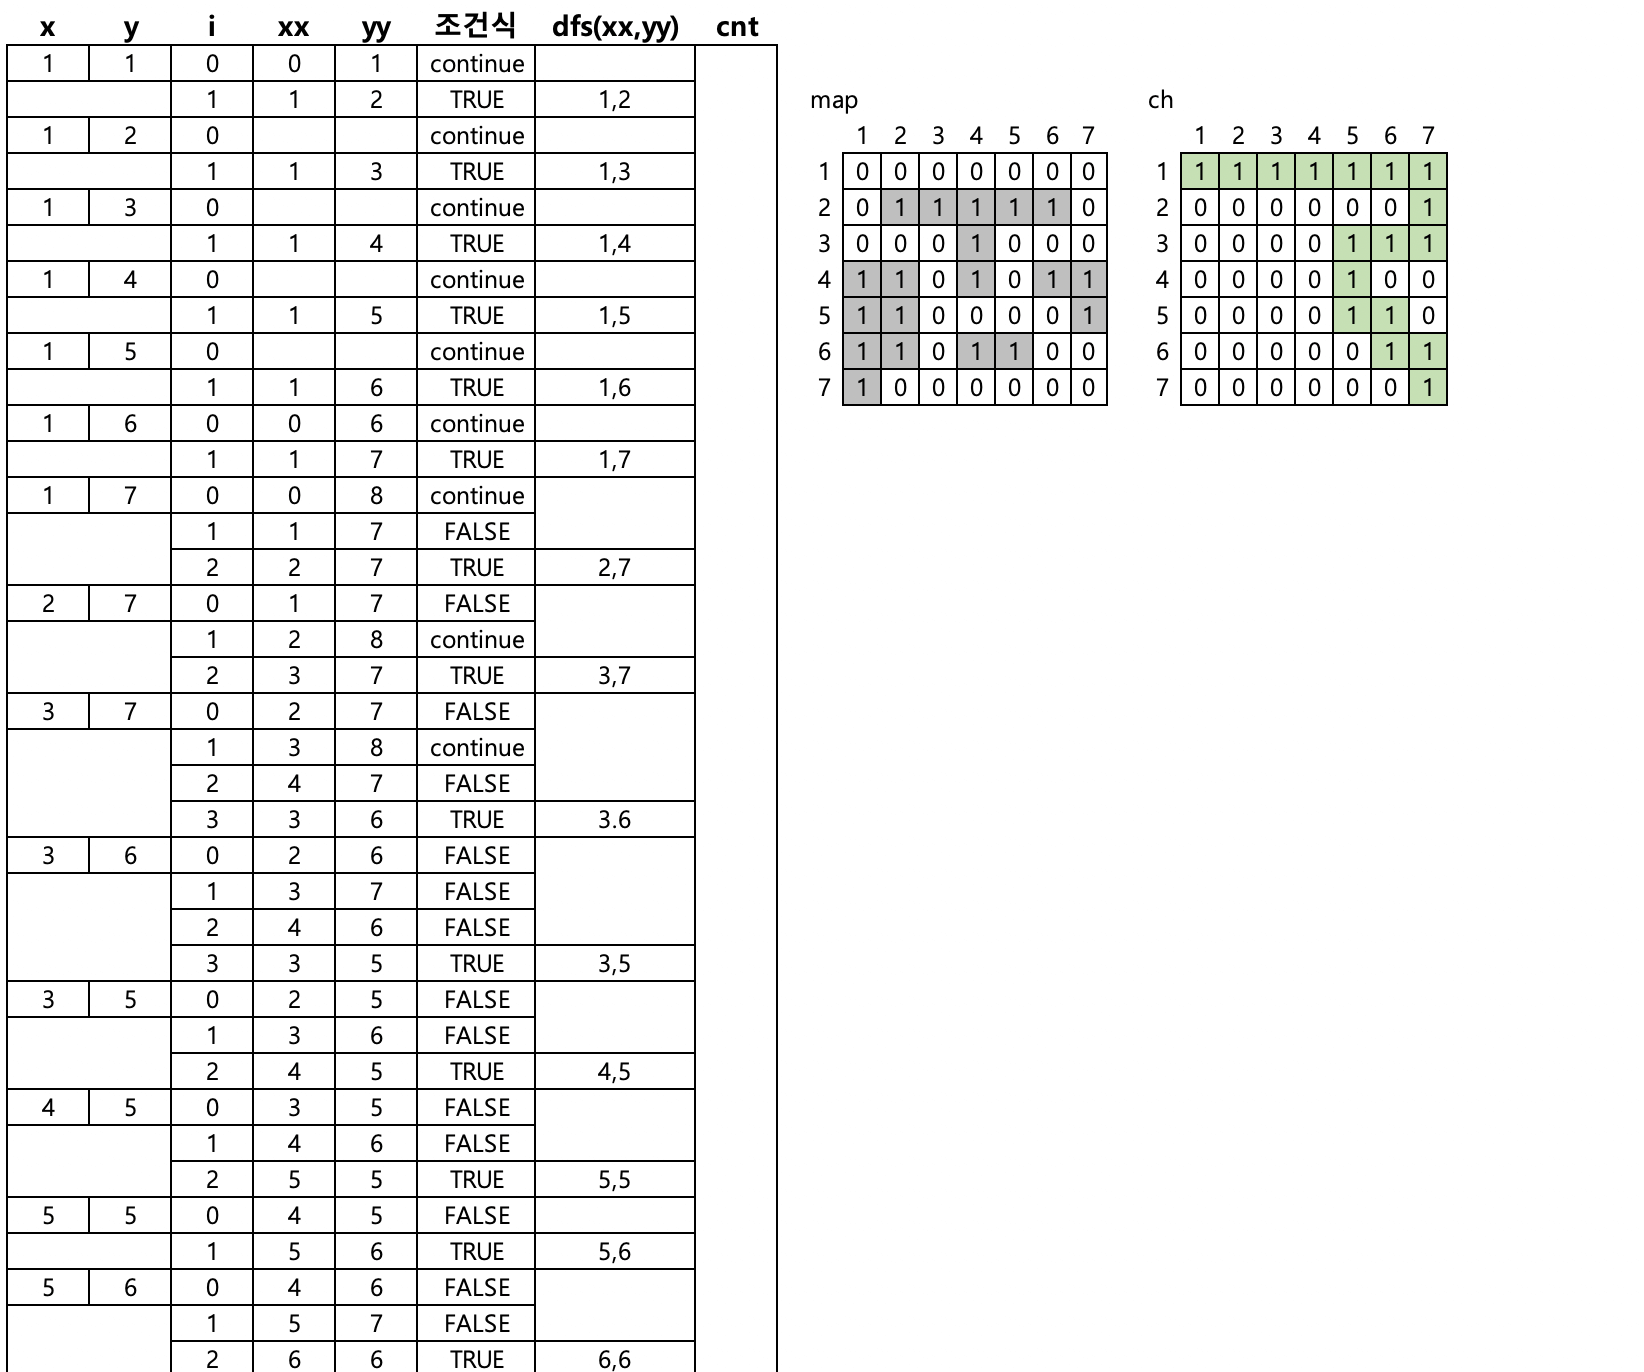 x y i xx yy 조건식 dfs(xx,yy) cnt
1 1 0 0 1 continue
1 1 2 TRUE 1,2
1 2 0 continue
1 1 3 TRUE 1,3
1 3 0 continue
1 1 4 TRUE 1,4
1 4 0 continue
1 1 5 TRUE 1,5
1 5 0 continue
1 1 6 TRUE 1,6
1 6 0 0 6 continue
1 1 7 TRUE 1,7
1 7 0 0 8 continue
1 1 7 FALSE
2 2 7 TRUE 2,7
2 7 0 1 7 FALSE
1 2 8 continue
2 3 7 TRUE 3,7
3 7 0 2 7 FALSE
1 3 8 continue
2 4 7 FALSE
3 3 6 TRUE 3.6
3 6 0 2 6 FALSE
1 3 7 FALSE
2 4 6 FALSE
3 3 5 TRUE 3,5
3 5 0 2 5 FALSE
1 3 6 FALSE
2 4 5 TRUE 4,5
4 5 0 3 5 FALSE
1 4 6 FALSE
2 5 5 TRUE 5,5
5 5 0 4 5 FALSE
1 5 6 TRUE 5,6
5 6 0 4 6 FALSE
1 5 7 FALSE
2 6 6 TRUE 6,6
map
1 2 3 4 5 6 7
1 0 0 0 0 0 0 0
2 0 1 1 1 1 1 0
3 0 0 0 1 0 0 0
4 1 1 0 1 0 1 1
5 1 1 0 0 0 0 1
6 1 1 0 1 1 0 0
7 1 0 0 0 0 0 0
ch
1 2 3 4 5 6 7
1 1 1 1 1 1 1 1
2 0 0 0 0 0 0 1
3 0 0 0 0 1 1 1
4 0 0 0 0 1 0 0
5 0 0 0 0 1 1 0
6 0 0 0 0 0 1 1
7 0 0 0 0 0 0 1